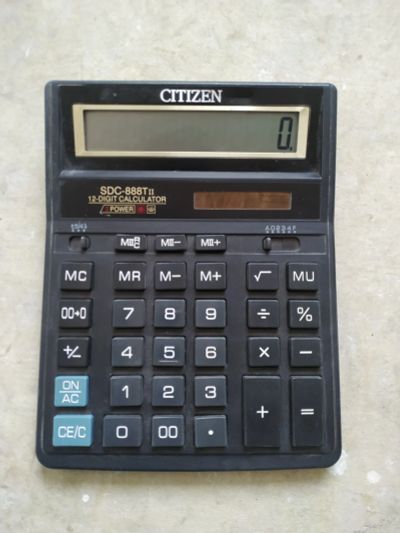 CITIZEN
0.
SDC-888TII
12-DIGIT CALCULATOR
POWER
A0234F
MII
MII− MII+
MC MR M− M+ √ MU
00→0 7 8 9 ÷ %
+/− 4 5 6 × −
ON/AC 1 2 3 + =
CE/C 0 00 •